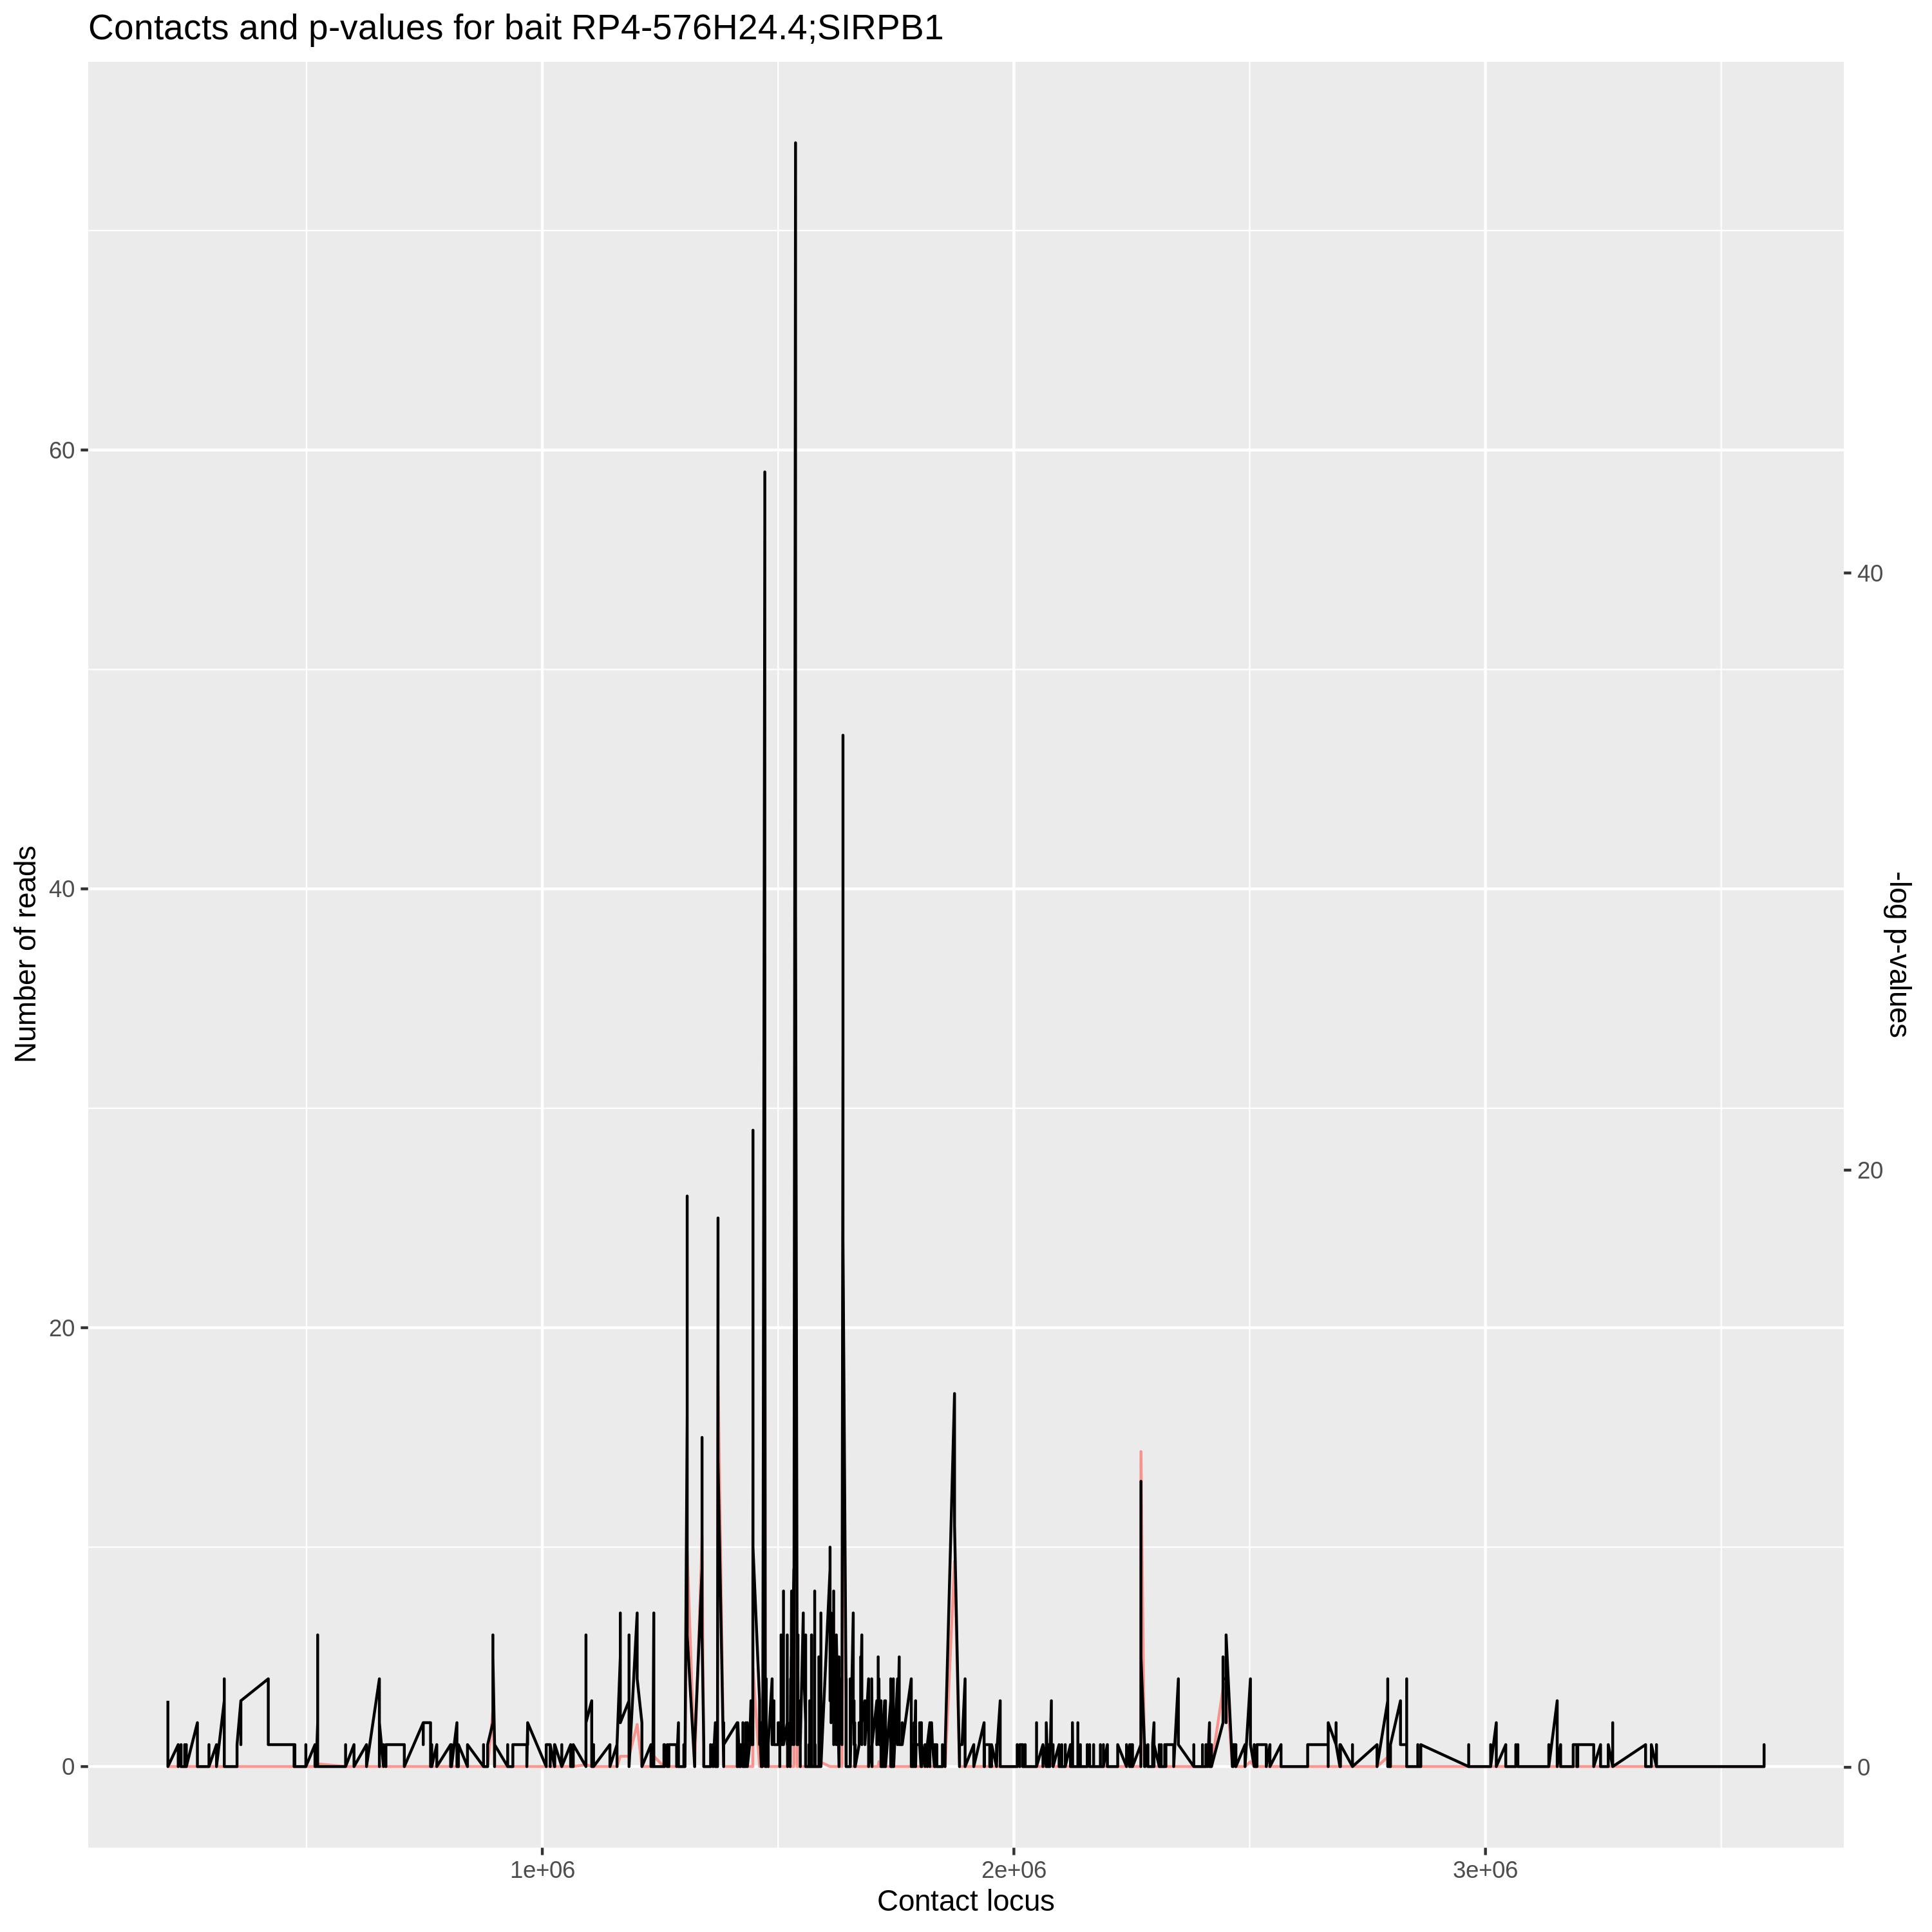 Contacts and p-values for bait RP4-576H24.4;SIRPB1
60
40
20
0
Number of reads
40
20
0
-log p-values
1e+06
2e+06
3e+06
Contact locus